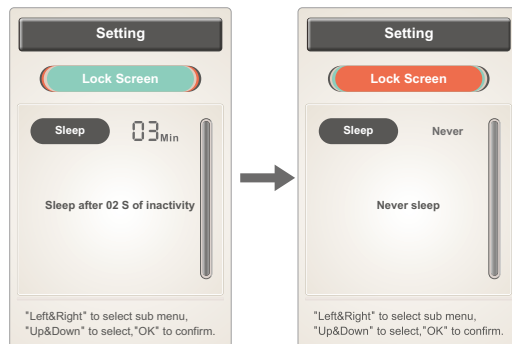 Setting
Lock Screen
Sleep
03 Min
Sleep after 02 S of inactivity
"Left&Right" to select sub menu,
"Up&Down" to select,"OK" to confirm.
Setting
Lock Screen
Sleep
Never
Never sleep
"Left&Right" to select sub menu,
"Up&Down" to select,"OK" to confirm.